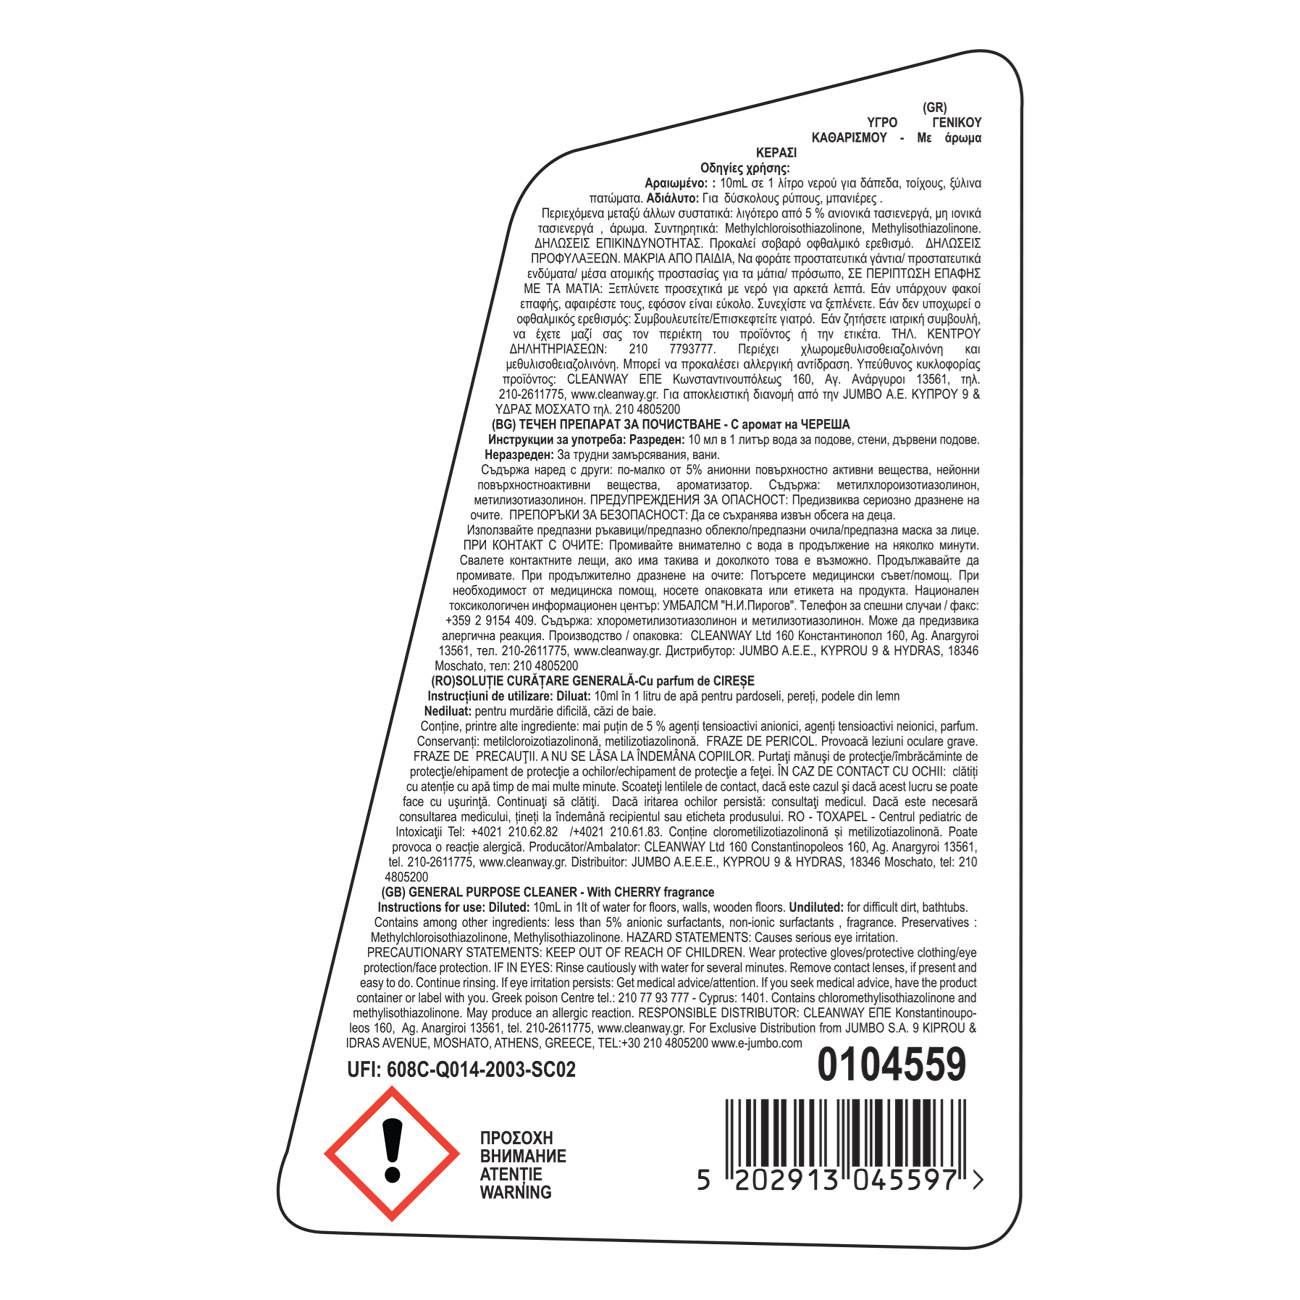 (GR)
ΥΓΡΟ ΓΕΝΙΚΟΥ
ΚΑΘΑΡΙΣΜΟΥ - Με άρωμα
ΚΕΡΑΣΙ
Οδηγίες χρήσης:
Αραιωμένο: : 10mL σε 1 λίτρο νερού για δάπεδα, τοίχους, ξύλινα
πατώματα. Αδιάλυτο: Για δύσκολους ρύπους, μπανιέρες .
Περιεχόμενα μεταξύ άλλων συστατικά: λιγότερο από 5 % ανιονικά τασιενεργά, μη ιονικά
τασιενεργά , άρωμα. Συντηρητικά: Methylchloroisothiazolinone, Methylisothiazolinone.
ΔΗΛΩΣΕΙΣ ΕΠΙΚΙΝΔΥΝΟΤΗΤΑΣ. Προκαλεί σοβαρό οφθαλμικό ερεθισμό. ΔΗΛΩΣΕΙΣ
ΠΡΟΦΥΛΑΞΕΩΝ. ΜΑΚΡΙΑ ΑΠΟ ΠΑΙΔΙΑ, Να φοράτε προστατευτικά γάντια/ προστατευτικά
ενδύματα/ μέσα ατομικής προστασίας για τα μάτια/ πρόσωπο, ΣΕ ΠΕΡΙΠΤΩΣΗ ΕΠΑΦΗΣ
ΜΕ ΤΑ ΜΑΤΙΑ: Ξεπλύνετε προσεχτικά με νερό για αρκετά λεπτά. Εάν υπάρχουν φακοί
επαφής, αφαιρέστε τους, εφόσον είναι εύκολο. Συνεχίστε να ξεπλένετε. Εάν δεν υποχωρεί ο
οφθαλμικός ερεθισμός: Συμβουλευτείτε/Επισκεφτείτε γιατρό. Εάν ζητήσετε ιατρική συμβουλή,
να έχετε μαζί σας τον περιέκτη του προϊόντος ή την ετικέτα. ΤΗΛ. ΚΕΝΤΡΟΥ
ΔΗΛΗΤΗΡΙΑΣΕΩΝ: 210 7793777. Περιέχει χλωρομεθυλισοθειαζολινόνη και
μεθυλισοθειαζολινόνη. Μπορεί να προκαλέσει αλλεργική αντίδραση. Υπεύθυνος κυκλοφορίας
προϊόντος: CLEANWAY ΕΠΕ Κωνσταντινουπόλεως 160, Αγ. Ανάργυροι 13561, τηλ.
210-2611775, www.cleanway.gr. Για αποκλειστική διανομή από την JUMBO Α.Ε. ΚΥΠΡΟΥ 9 &
ΥΔΡΑΣ ΜΟΣΧΑΤΟ τηλ. 210 4805200
(BG) ТЕЧЕН ПРЕПАРАТ ЗА ПОЧИСТВАНЕ - С аромат на ЧЕРЕША
Инструкции за употреба: Разреден: 10 мл в 1 литър вода за подове, стени, дървени подове.
Неразреден: За трудни замърсявания, вани.
Съдържа наред с други: по-малко от 5% анионни повърхностно активни вещества, нейонни
повърхностноактивни вещества, ароматизатор. Съдържа: метилхлороизотиазолинон,
метилизотиазолинон. ПРЕДУПРЕЖДЕНИЯ ЗА ОПАСНОСТ: Предизвиква сериозно дразнене на
очите. ПРЕПОРЪКИ ЗА БЕЗОПАСНОСТ: Да се съхранява извън обсега на деца.
Използвайте предпазни ръкавици/предпазно облекло/предпазни очила/предпазна маска за лице.
ПРИ КОНТАКТ С ОЧИТЕ: Промивайте внимателно с вода в продължение на няколко минути.
Свалете контактните лещи, ако има такива и доколкото това е възможно. Продължавайте да
промивате. При продължително дразнене на очите: Потърсете медицински съвет/помощ. При
необходимост от медицинска помощ, носете опаковката или етикета на продукта. Национален
токсикологичен информационен център: УМБАЛСМ "Н.И.Пирогов". Телефон за спешни случаи / факс:
+359 2 9154 409. Съдържа: хлорометилизотиазолинон и метилизотиазолинон. Може да предизвика
алергична реакция. Производство / опаковка: CLEANWAY Ltd 160 Константинопол 160, Ag. Anargyroi
13561, тел. 210-2611775, www.cleanway.gr. Дистрибутор: JUMBO A.E.E., KYPROU 9 & HYDRAS, 18346
Moschato, тел: 210 4805200
(RO)SOLUȚIE CURĂȚARE GENERALĂ-Cu parfum de CIREȘE
Instrucțiuni de utilizare: Diluat: 10ml în 1 litru de apă pentru pardoseli, pereți, podele din lemn
Nediluat: pentru murdărie dificilă, căzi de baie.
Conține, printre alte ingrediente: mai puțin de 5 % agenți tensioactivi anionici, agenți tensioactivi neionici, parfum.
Conservanți: metilcloroizotiazolinonă, metilizotiazolinonă. FRAZE DE PERICOL. Provoacă leziuni oculare grave.
FRAZE DE PRECAUŢII. A NU SE LĂSA LA ÎNDEMÂNA COPIILOR. Purtaţi mănuşi de protecţie/îmbrăcăminte de
protecţie/ehipament de protecţie a ochilor/echipament de protecţie a feţei. ÎN CAZ DE CONTACT CU OCHII: clătiți
cu atenție cu apă timp de mai multe minute. Scoateţi lentilele de contact, dacă este cazul şi dacă acest lucru se poate
face cu uşurinţă. Continuaţi să clătiţi. Dacă iritarea ochilor persistă: consultaţi medicul. Dacă este necesară
consultarea medicului, țineți la îndemână recipientul sau eticheta produsului. RO - TOXAPEL - Centrul pediatric de
Intoxicaţii Tel: +4021 210.62.82 /+4021 210.61.83. Conține clorometilizotiazolinonă și metilizotiazolinonă. Poate
provoca o reacție alergică. Producător/Ambalator: CLEANWAY Ltd 160 Constantinopoleos 160, Ag. Anargyroi 13561,
tel. 210-2611775, www.cleanway.gr. Distribuitor: JUMBO A.E.E.E., KYPROU 9 & HYDRAS, 18346 Moschato, tel: 210
4805200
(GB) GENERAL PURPOSE CLEANER - With CHERRY fragrance
Instructions for use: Diluted: 10mL in 1lt of water for floors, walls, wooden floors. Undiluted: for difficult dirt, bathtubs.
Contains among other ingredients: less than 5% anionic surfactants, non-ionic surfactants , fragrance. Preservatives :
Methylchloroisothiazolinone, Methylisothiazolinone. HAZARD STATEMENTS: Causes serious eye irritation.
PRECAUTIONARY STATEMENTS: KEEP OUT OF REACH OF CHILDREN. Wear protective gloves/protective clothing/eye
protection/face protection. IF IN EYES: Rinse cautiously with water for several minutes. Remove contact lenses, if present and
easy to do. Continue rinsing. If eye irritation persists: Get medical advice/attention. If you seek medical advice, have the product
container or label with you. Greek poison Centre tel.: 210 77 93 777 - Cyprus: 1401. Contains chloromethylisothiazolinone and
methylisothiazolinone. May produce an allergic reaction. RESPONSIBLE DISTRIBUTOR: CLEANWAY ΕΠΕ Konstantinoupo-
leos 160, Ag. Anargiroi 13561, tel. 210-2611775, www.cleanway.gr. For Exclusive Distribution from JUMBO S.A. 9 KIPROU &
IDRAS AVENUE, MOSHATO, ATHENS, GREECE, TEL:+30 210 4805200 www.e-jumbo.com
UFI: 608C-Q014-2003-SC02
0104559
ΠΡΟΣΟΧΗ
ВНИМАНИЕ
ATENȚIE
WARNING
5 202913 045597 >